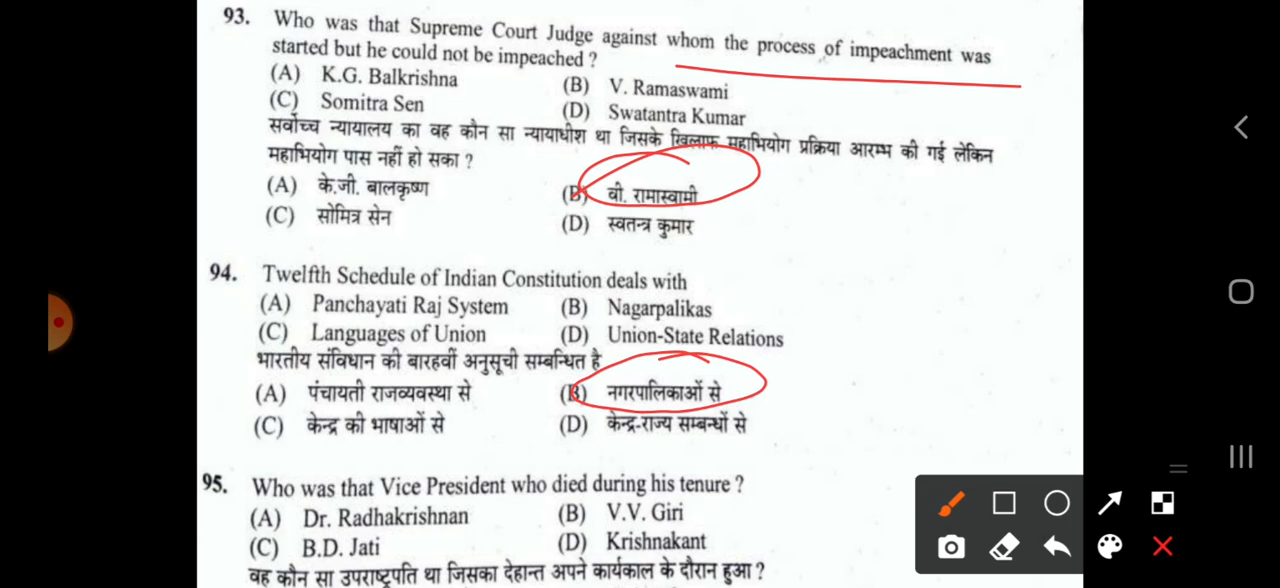 93. Who was that Supreme Court Judge against whom the process of impeachment was
started but he could not be impeached ?
(A) K.G. Balkrishna (B) V. Ramaswami
(C) Somitra Sen (D) Swatantra Kumar
सर्वोच्च न्यायालय का वह कौन सा न्यायाधीश था जिसके खिलाफ महाभियोग प्रक्रिया आरम्भ की गई लेकिन
महाभियोग पास नहीं हो सका ?
(A) के.जी. बालकृष्ण (B) वी. रामास्वामी
(C) सोमित्र सेन (D) स्वतन्त्र कुमार
94. Twelfth Schedule of Indian Constitution deals with
(A) Panchayati Raj System (B) Nagarpalikas
(C) Languages of Union (D) Union-State Relations
भारतीय संविधान की बारहवीं अनुसूची सम्बन्धित है
(A) पंचायती राजव्यवस्था से (B) नगरपालिकाओं से
(C) केन्द्र की भाषाओं से (D) केन्द्र-राज्य सम्बन्धों से
95. Who was that Vice President who died during his tenure ?
(A) Dr. Radhakrishnan (B) V.V. Giri
(C) B.D. Jati (D) Krishnakant
वह कौन सा उपराष्ट्रपति था जिसका देहान्त अपने कार्यकाल के दौरान हुआ ?